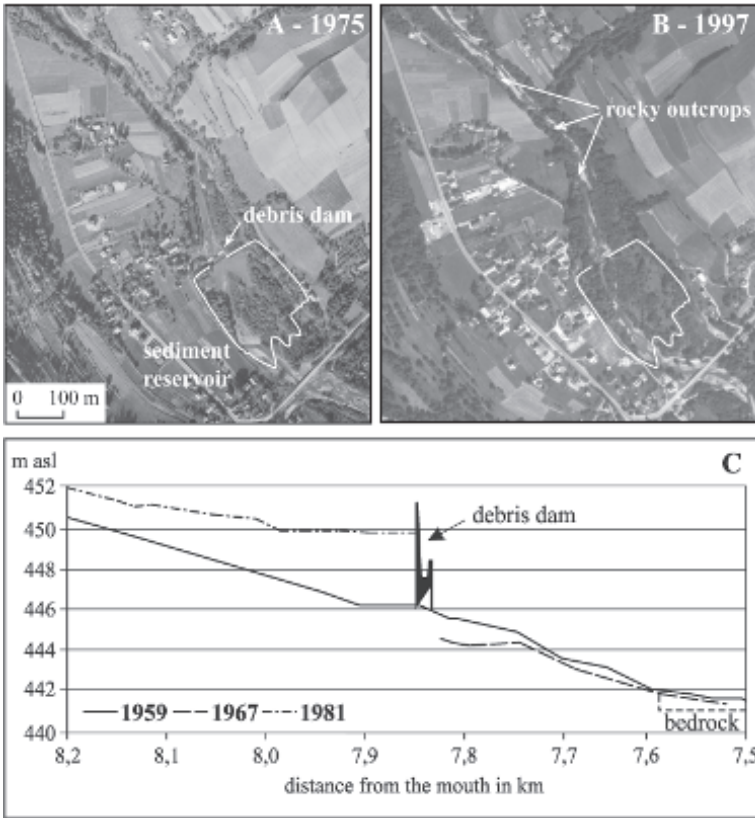 A - 1975
debris dam
sediment
reservoir
0 100 m
B - 1997
rocky outcrops
m asl
C
452
450
448
446
444
442
440
debris dam
1959 1967 1981
bedrock
8,2 8,1 8,0 7,9 7,8 7,7 7,6 7,5
distance from the mouth in km